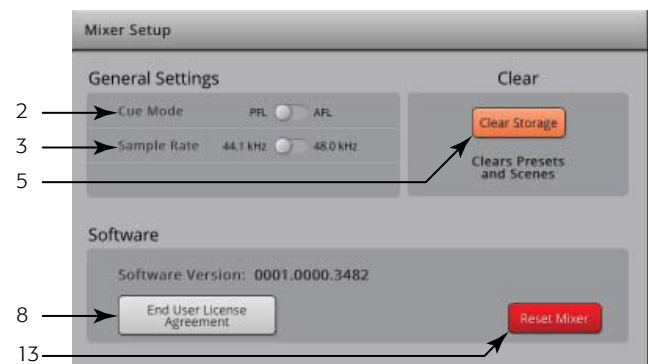 Mixer Setup
General Settings
Clear
2
Cue Mode PFL AFL
3
Sample Rate 44.1 kHz 48.0 kHz
5
Clear Storage
Clears Presets
and Scenes
Software
Software Version: 0001.0000.3482
8
End User License
Agreement
Reset Mixer
13